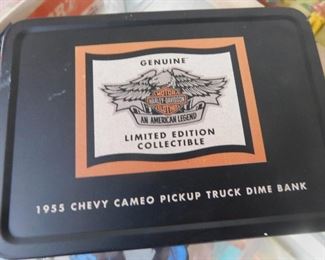 GENUINE
MOTOR
HARLEY-DAVIDSON
CYCLES
AN AMERICAN LEGEND
LIMITED EDITION
COLLECTIBLE
1955 CHEVY CAMEO PICKUP TRUCK DIME BANK